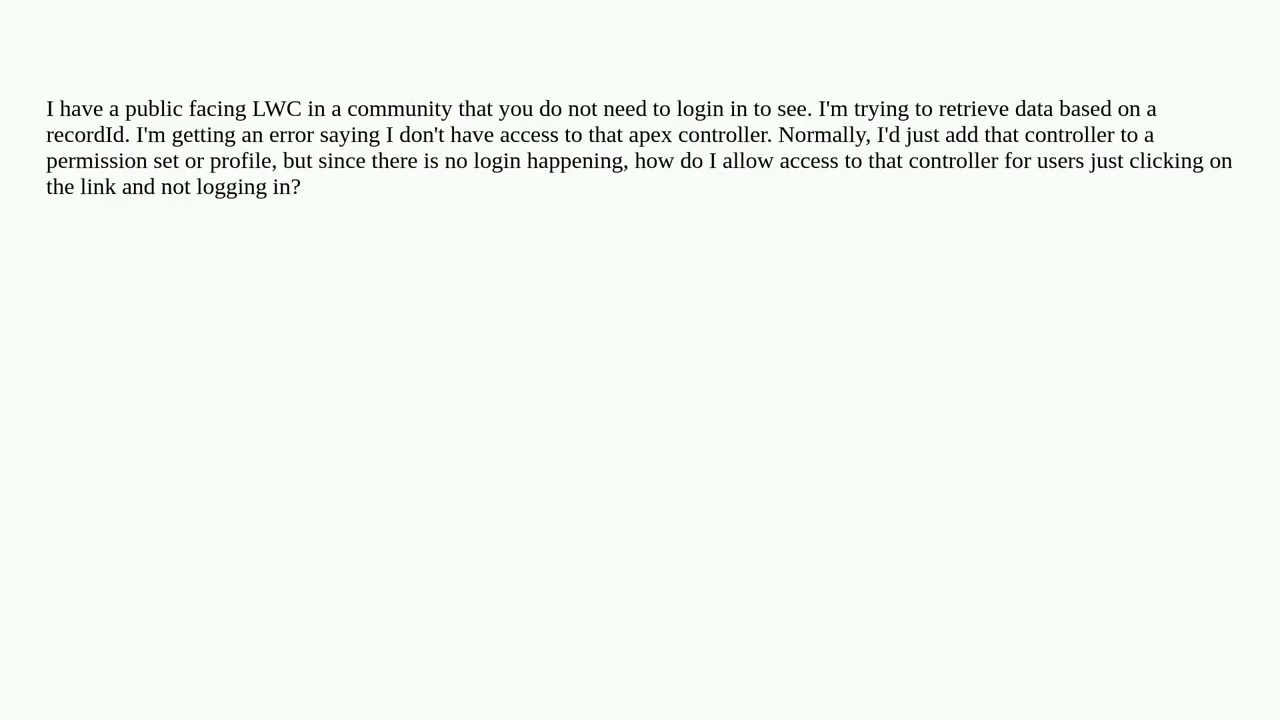 I have a public facing LWC in a community that you do not need to login in to see. I'm trying to retrieve data based on a
recordId. I'm getting an error saying I don't have access to that apex controller. Normally, I'd just add that controller to a
permission set or profile, but since there is no login happening, how do I allow access to that controller for users just clicking on
the link and not logging in?